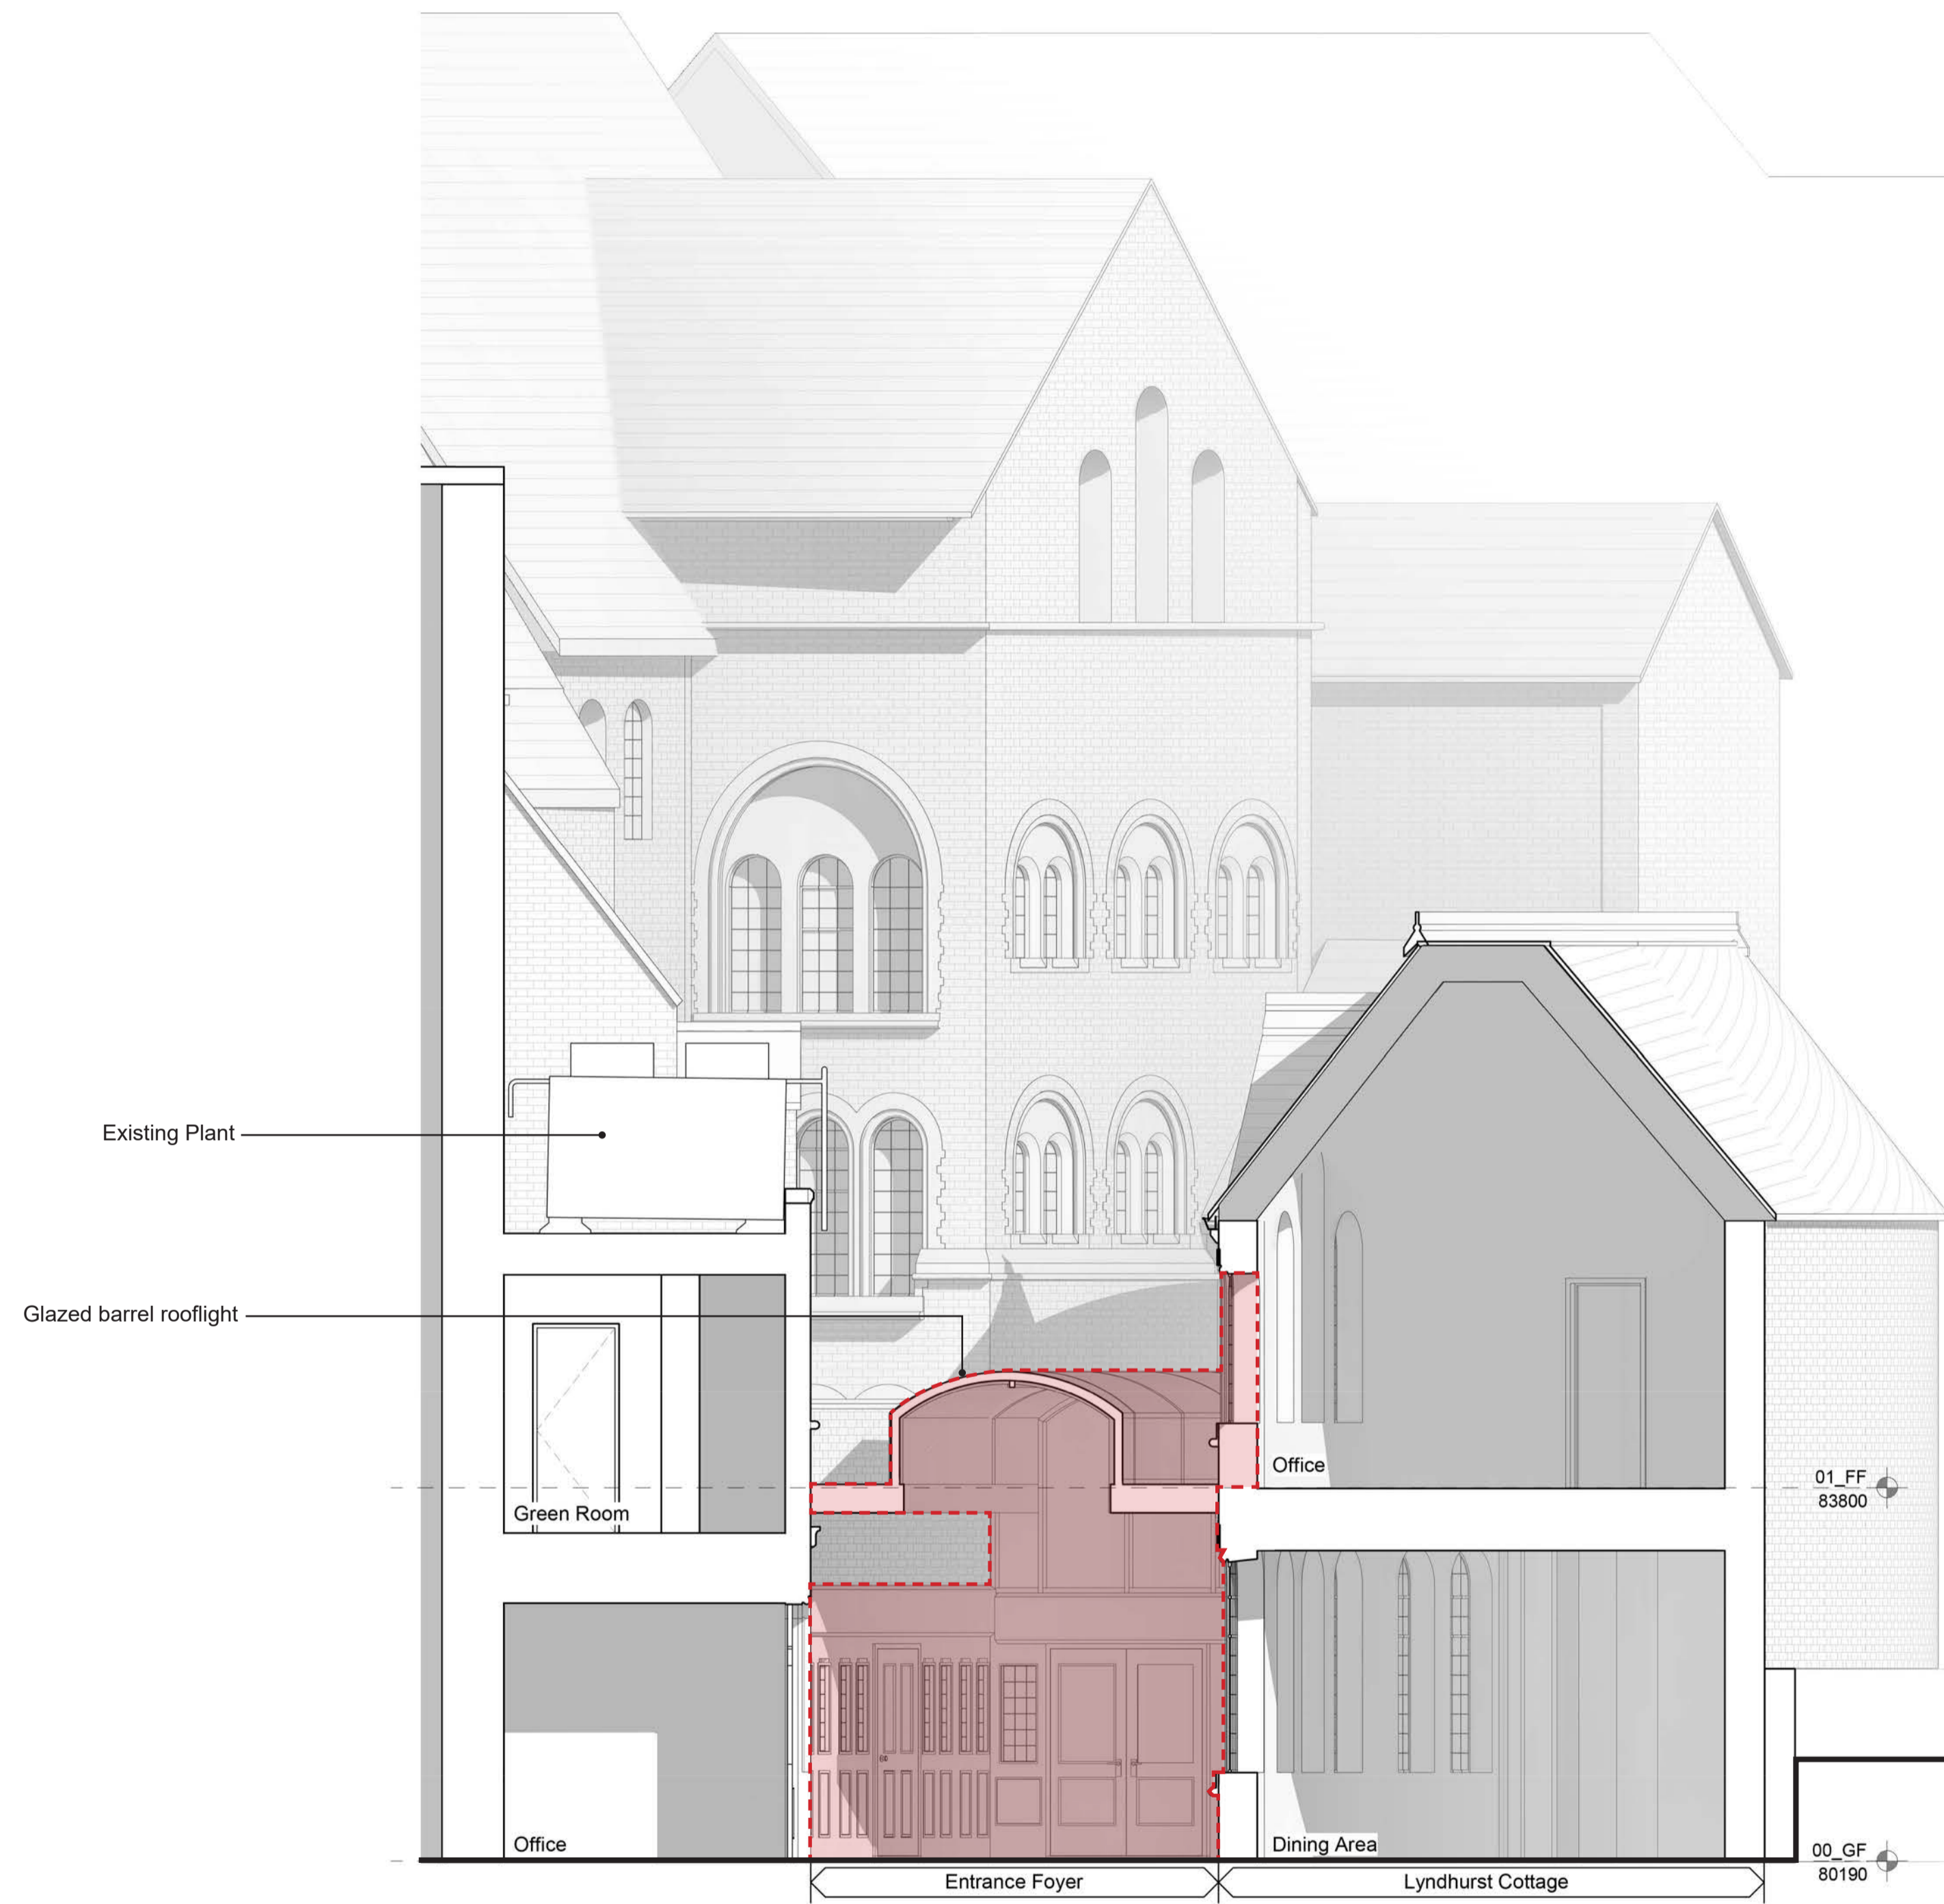 Existing Plant
Glazed barrel rooflight
Office
01_FF
83800
Green Room
Office
Dining Area
00_GF
80190
Entrance Foyer
Lyndhurst Cottage